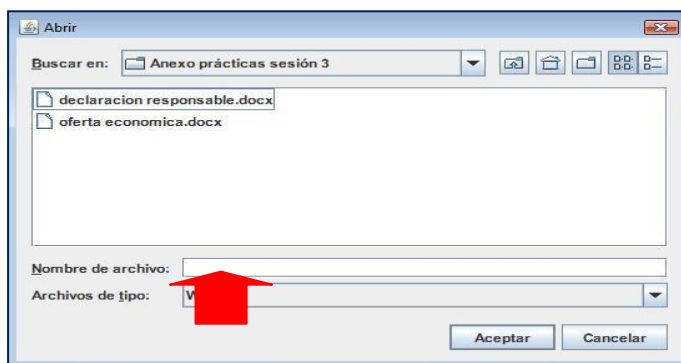 Abrir
Buscar en: Anexo prácticas sesión 3
declaracion responsable.docx
oferta economica.docx
Nombre de archivo:
Archivos de tipo:
Aceptar Cancelar